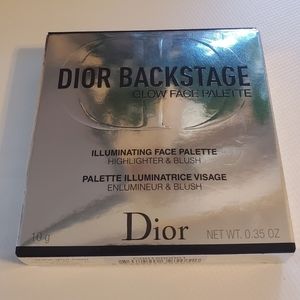 DIOR BACKSTAGE
GLOW FACE PALETTE
ILLUMINATING FACE PALETTE
HIGHLIGHTER & BLUSH
PALETTE ILLUMINATRICE VISAGE
ENLUMINEUR & BLUSH
10 g
Dior
NET WT. 0.35 OZ